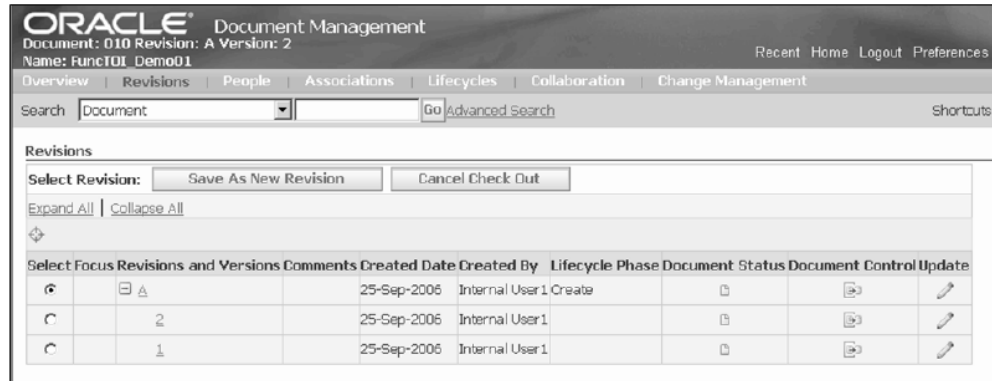 ORACLE® Document Management
Document: 010 Revision: A Version: 2
Name: FuncTOI_Demo01
Recent Home Logout Preferences
Overview | Revisions | People | Associations | Lifecycles | Collaboration | Change Management
Search Document Go Advanced Search Shortcuts
Revisions
Select Revision: Save As New Revision Cancel Check Out
Expand All | Collapse All
Select Focus Revisions and Versions Comments Created Date Created By Lifecycle Phase Document Status Document Control Update
A 25-Sep-2006 Internal User1 Create
2 25-Sep-2006 Internal User1
1 25-Sep-2006 Internal User1